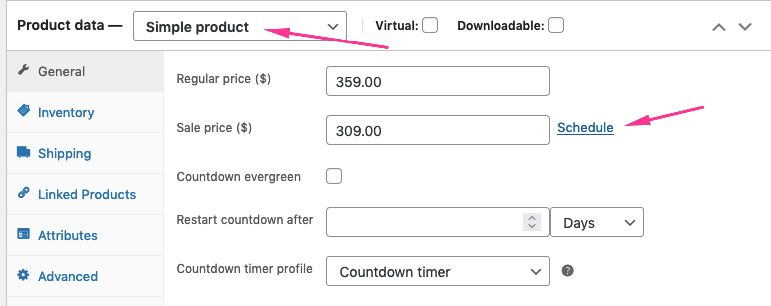 Product data — Simple product Virtual: Downloadable:
General
Inventory
Shipping
Linked Products
Attributes
Advanced
Regular price ($) 359.00
Sale price ($) 309.00 Schedule
Countdown evergreen
Restart countdown after Days
Countdown timer profile Countdown timer ?